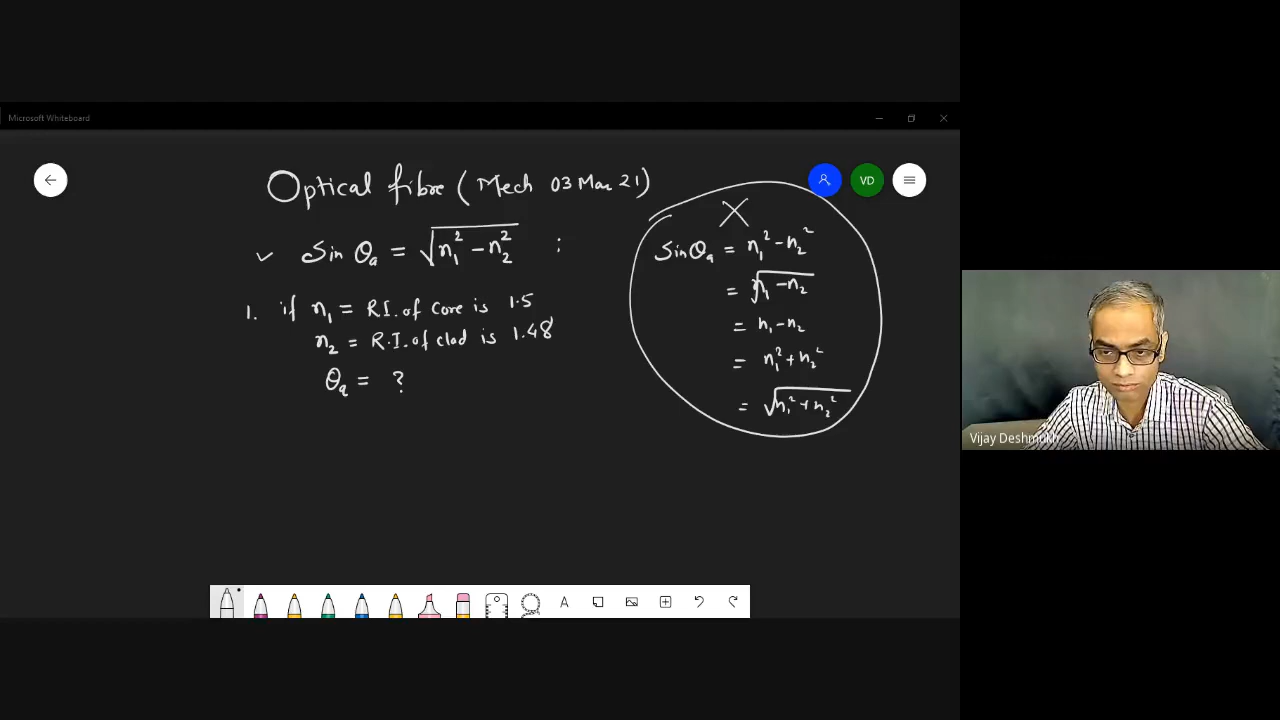 Microsoft Whiteboard
Optical fibre (Mech 03 Mar 21)
VD
✓ Sin θa = √(n₁² − n₂²) ;
1. if n₁ = R.I. of core is 1.5
n₂ = R.I. of clad is 1.48
θa = ?
X
Sinθa = n₁² − n₂²
= √(n₁ − n₂)
= n₁ − n₂
= n₁² + n₂²
= √(n₁² + n₂²)
A
Vijay Deshmukh